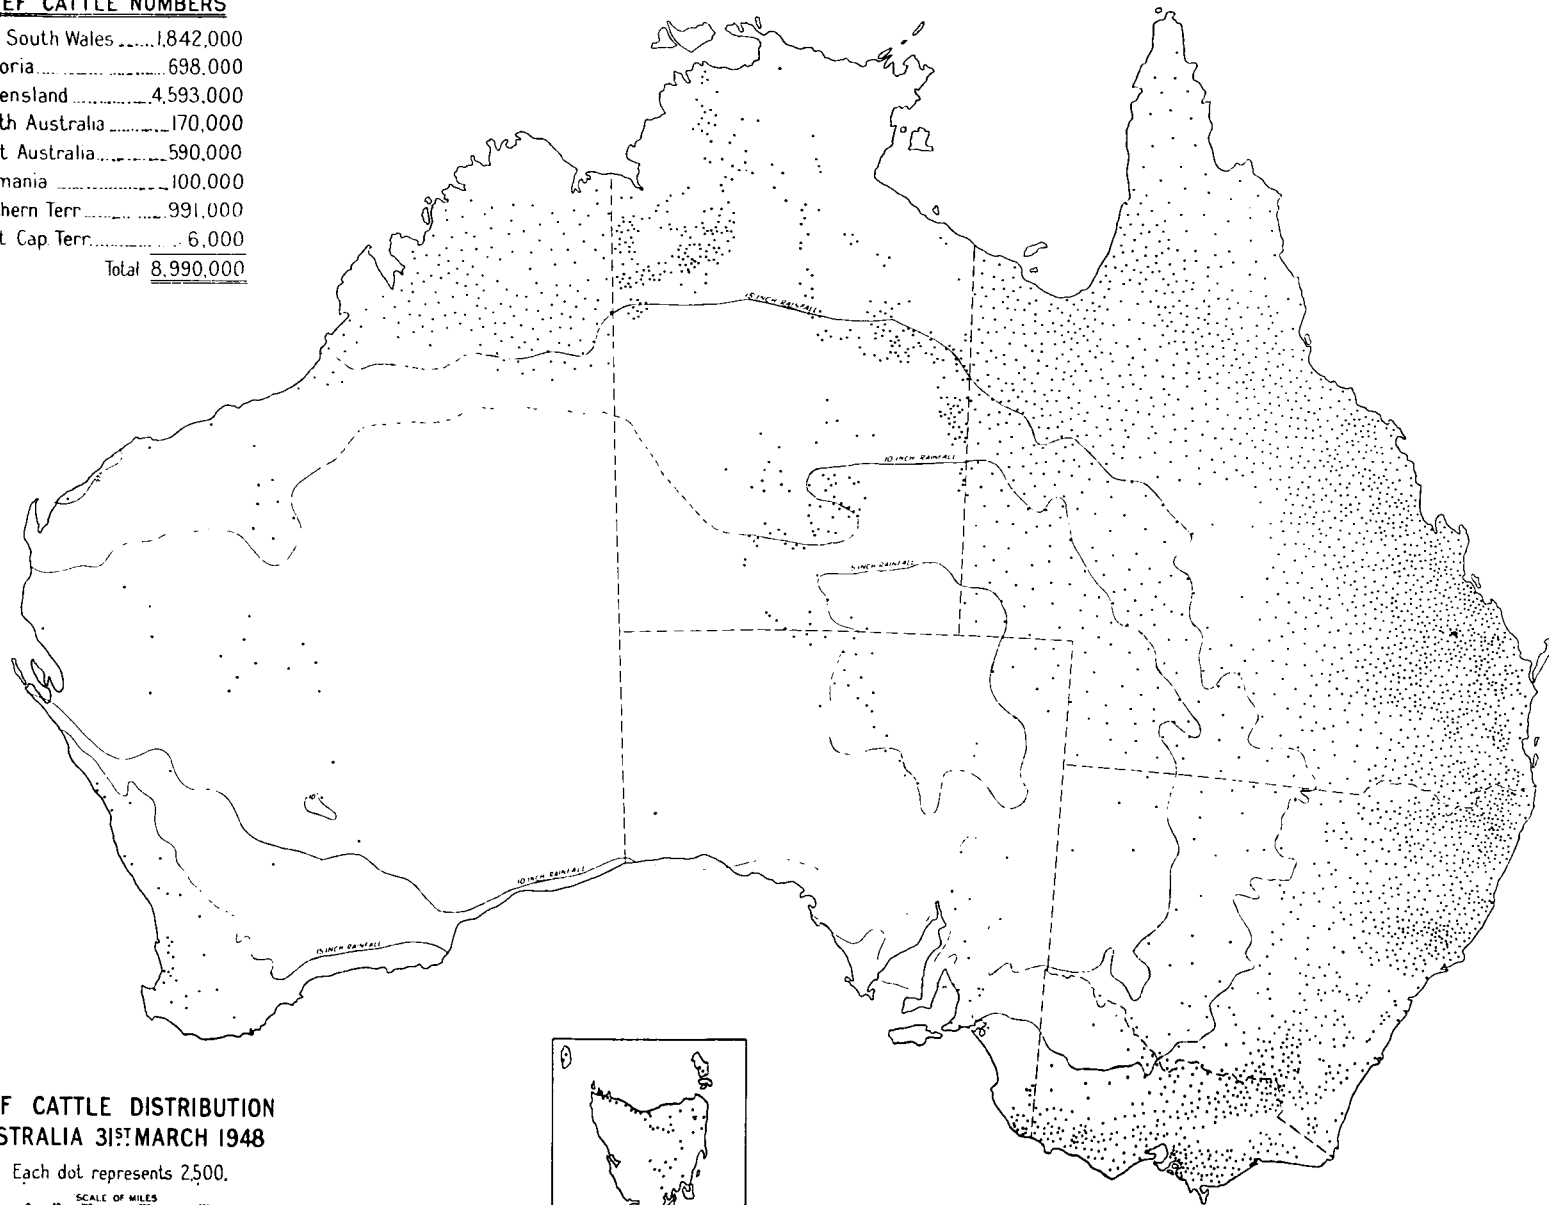 EF CATTLE NUMBERS
South Wales ...... 1,842,000
oria ............ 698,000
ensland ............ 4,593,000
th Australia ......... 170,000
t Australia ......... 590,000
mania ............ 100,000
hern Terr ......... 991,000
t Cap. Terr ............ 6,000
Total 8,990,000
15 INCH RAINFALL
10 INCH RAINFALL
5 INCH RAINFALL
10"
10 INCH RAINFALL
15 INCH RAINFALL
F CATTLE DISTRIBUTION
STRALIA 31ST MARCH 1948
Each dot represents 2,500.
SCALE OF MILES